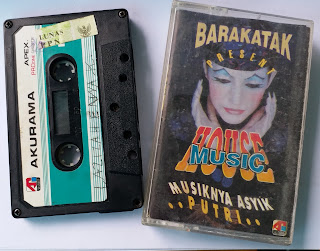 AKURAMA
APEX
LUNAS
PPN
BARAKATAK
PRESENT
HOUSE
MUSIC
MUSIKNYA ASYIK
..PUTRI..